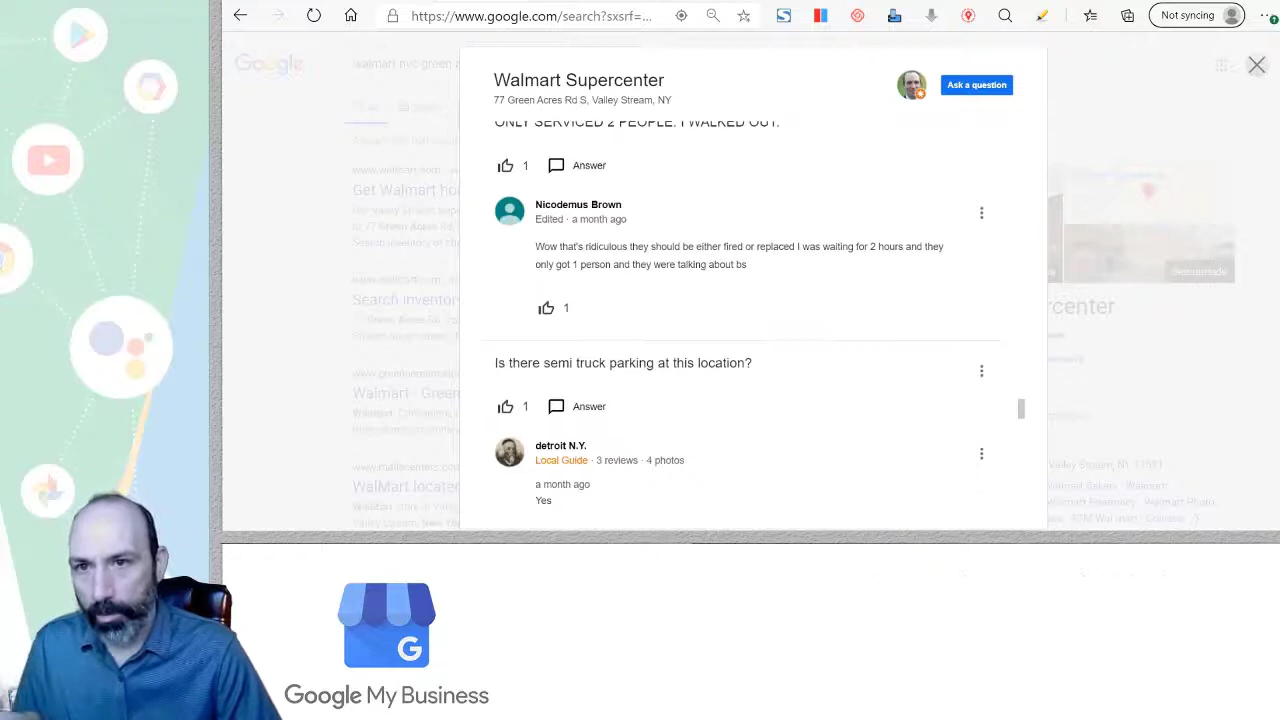 https://www.google.com/search?sxsrf=...
Not syncing
Google
Walmart Supercenter
77 Green Acres Rd S, Valley Stream, NY
Ask a question
ONLY SERVICED 2 PEOPLE. I WALKED OUT.
1
Answer
Nicodemus Brown
Edited · a month ago
Wow that's ridiculous they should be either fired or replaced I was waiting for 2 hours and they
only got 1 person and they were talking about bs
1
Is there semi truck parking at this location?
1
Answer
detroit N.Y.
Local Guide · 3 reviews · 4 photos
a month ago
Yes
G
Google My Business